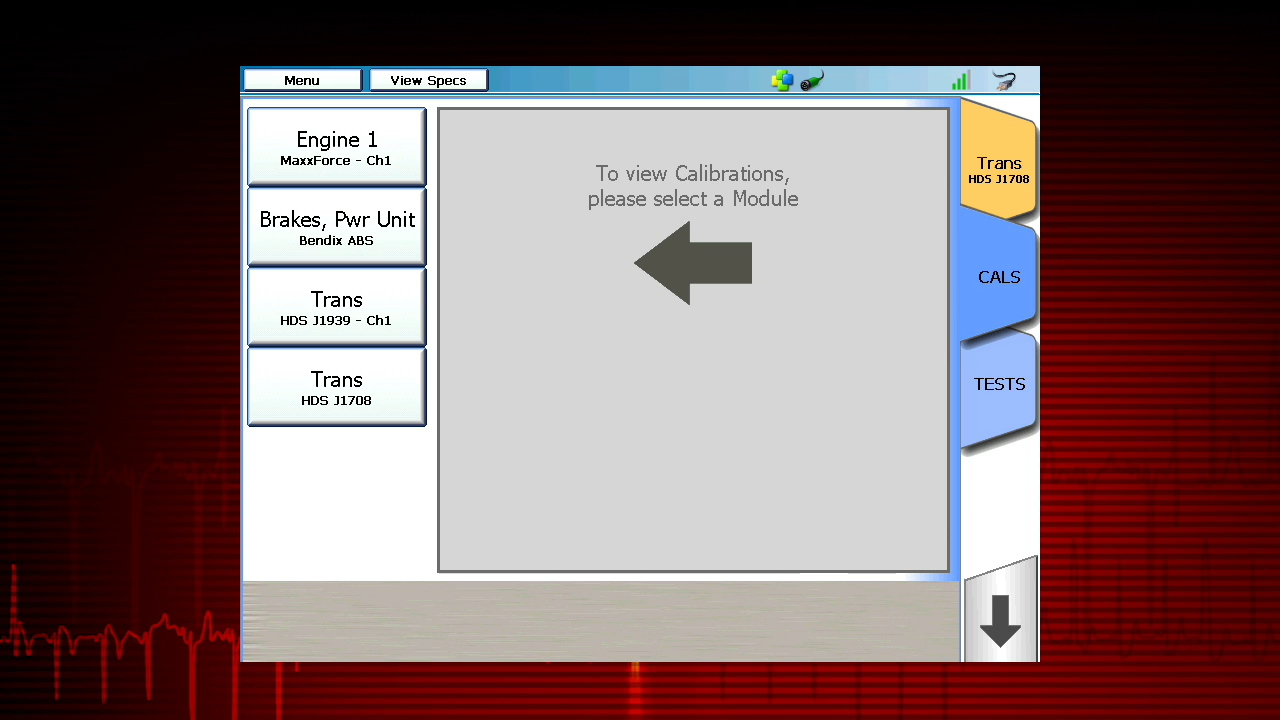 Menu
View Specs
Engine 1
MaxxForce - Ch1
Brakes, Pwr Unit
Bendix ABS
Trans
HDS J1939 - Ch1
Trans
HDS J1708
To view Calibrations,
please select a Module
Trans
HDS J1708
CALS
TESTS